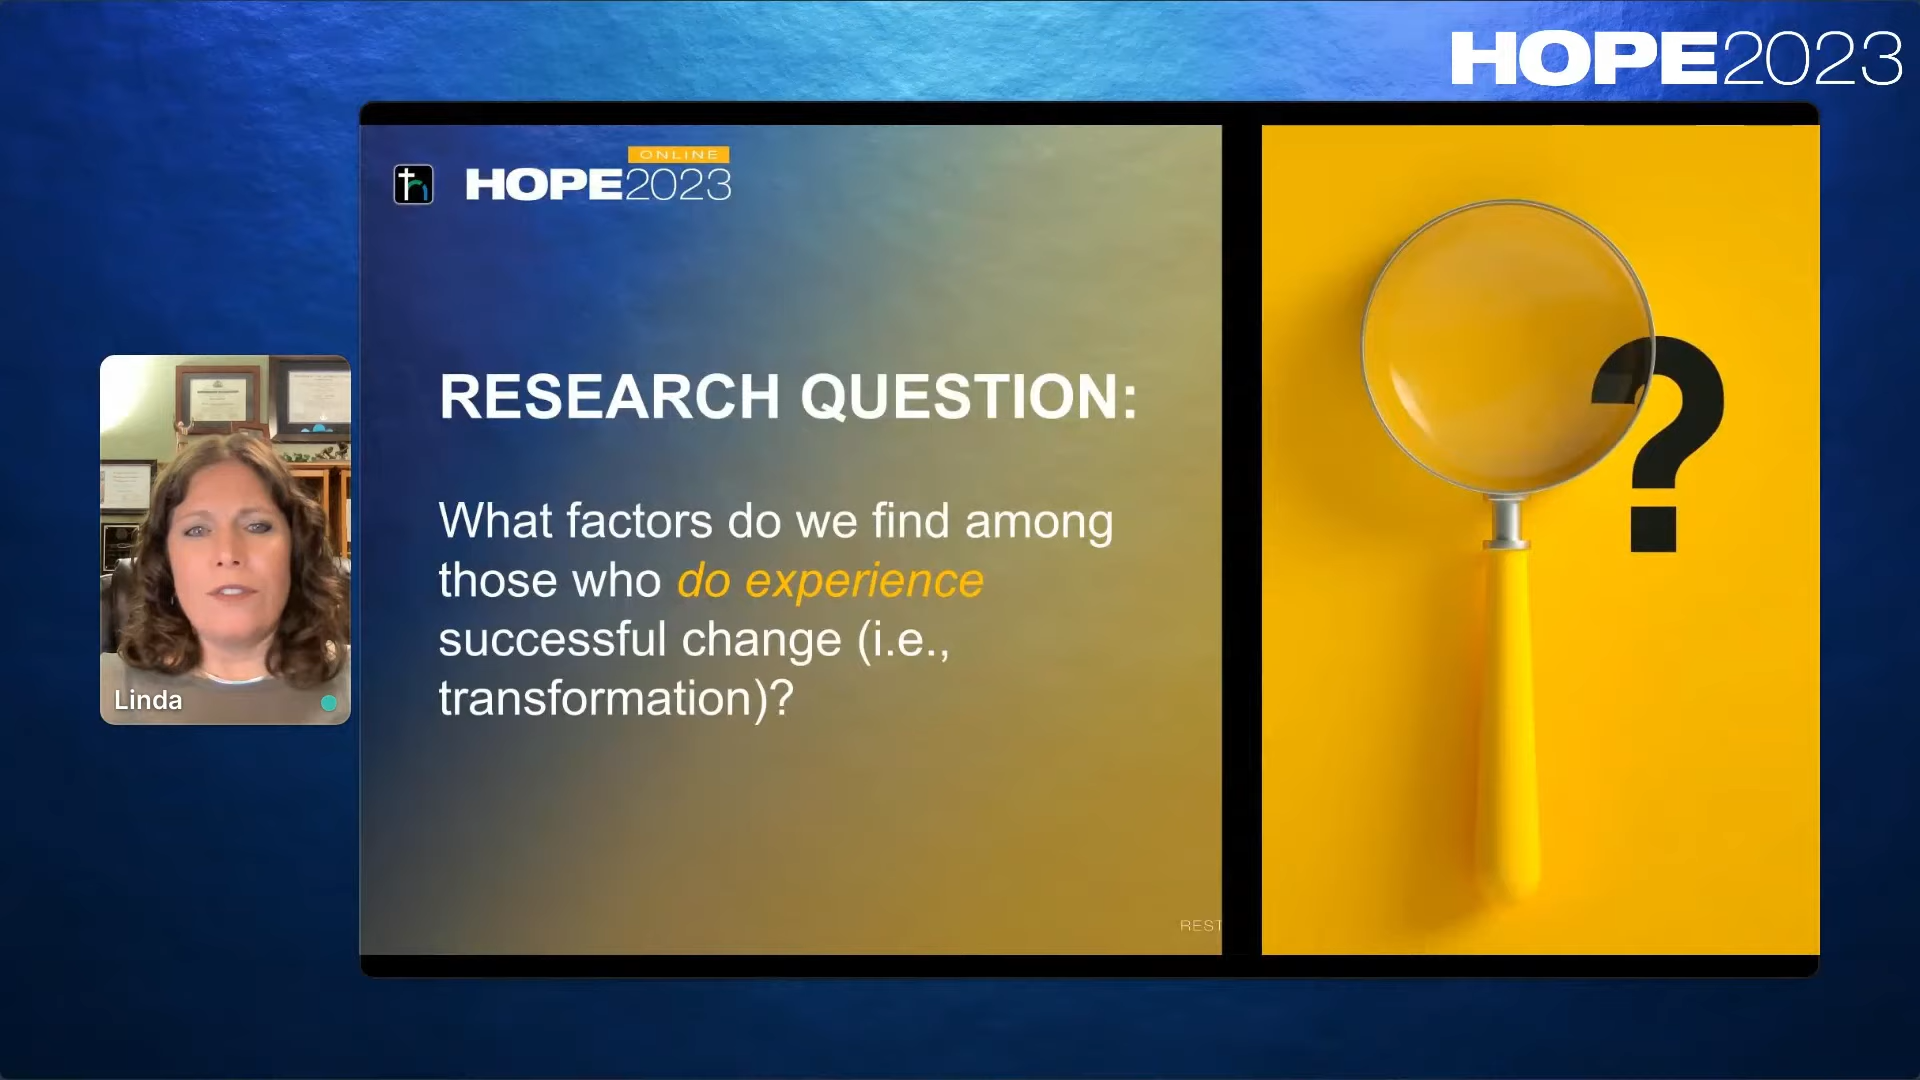 HOPE2023
ONLINE
HOPE2023
RESEARCH QUESTION:
What factors do we find among
those who do experience
successful change (i.e.,
transformation)?
?
Linda
REST